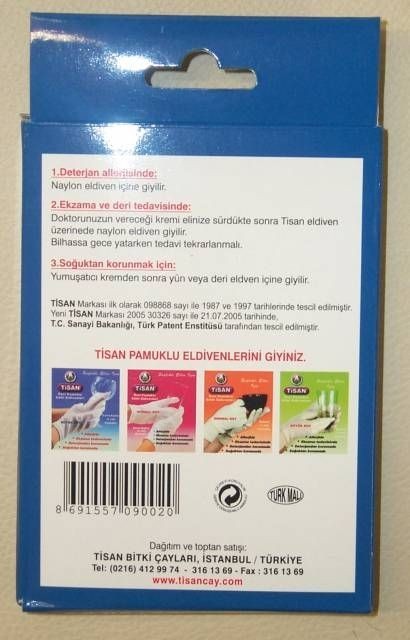 1.Deterjan allerjisinde:
Naylon eldiven içine giyilir.
2.Ekzama ve deri tedavisinde:
Doktorunuzun vereceği kremi elinize sürdükte sonra Tisan eldiven
üzerinede naylon eldiven giyilir.
Bilhassa gece yatarken tedavi tekrarlanmalı.
3.Soğuktan korunmak için:
Yumuşatıcı kremden sonra yün veya deri eldven içine giyilir.
TİSAN Markası ilk olarak 098868 sayı ile 1987 ve 1997 tarihlerinde tescil edilmiştir.
Yeni TİSAN Markası 2005 30326 sayı ile 21.07.2005 tarihinde,
T.C. Sanayi Bakanlığı, Türk Patent Enstitüsü tarafından tescil edilmiştir.
TİSAN PAMUKLU ELDİVENLERİNİ GİYİNİZ.
TİSAN
TİSAN
TİSAN
TİSAN
8 691557 090020
TÜRK MALI
Dağıtım ve toptan satışı:
TİSAN BİTKİ ÇAYLARI, İSTANBUL / TÜRKİYE
Tel: (0216) 412 99 74 - 316 13 69 - Fax : 316 13 69
www.tisancay.com